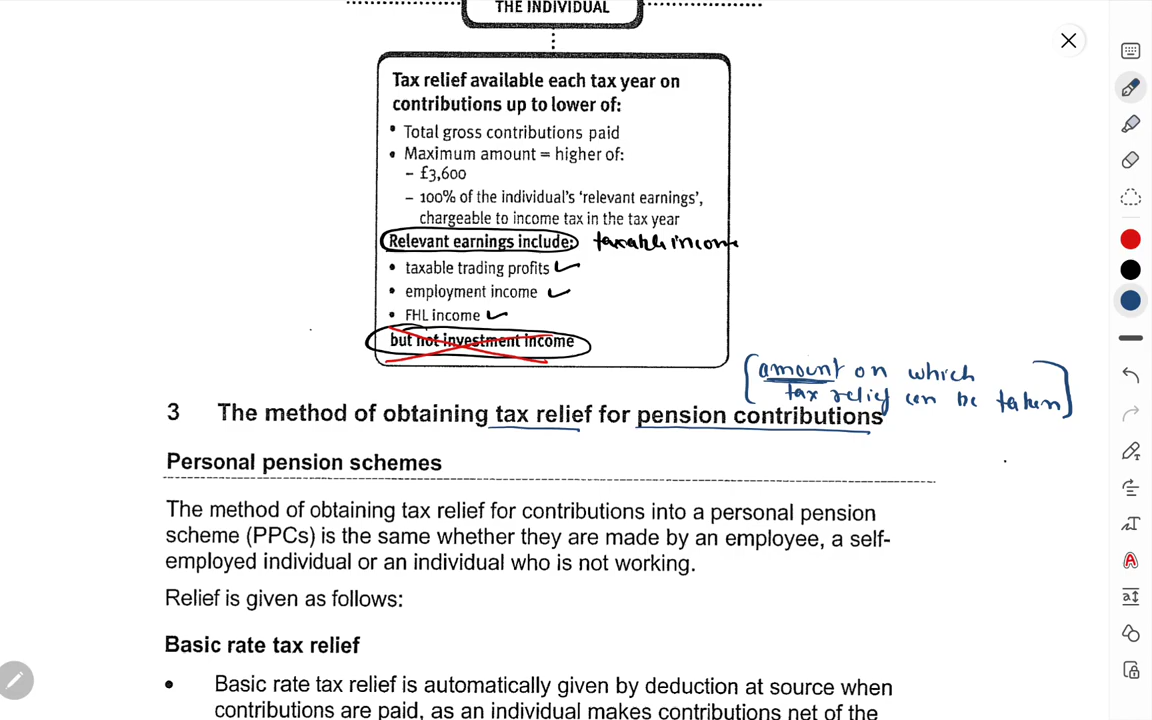 THE INDIVIDUAL
Tax relief available each tax year on
contributions up to lower of:
• Total gross contributions paid
• Maximum amount = higher of:
– £3,600
– 100% of the individual's 'relevant earnings',
chargeable to income tax in the tax year
Relevant earnings include: taxable income
• taxable trading profits
• employment income
• FHL income
but not investment income
(amount on which
tax relief can be taken)
3 The method of obtaining tax relief for pension contributions
Personal pension schemes
The method of obtaining tax relief for contributions into a personal pension
scheme (PPCs) is the same whether they are made by an employee, a self-
employed individual or an individual who is not working.
Relief is given as follows:
Basic rate tax relief
• Basic rate tax relief is automatically given by deduction at source when
contributions are paid, as an individual makes contributions net of the